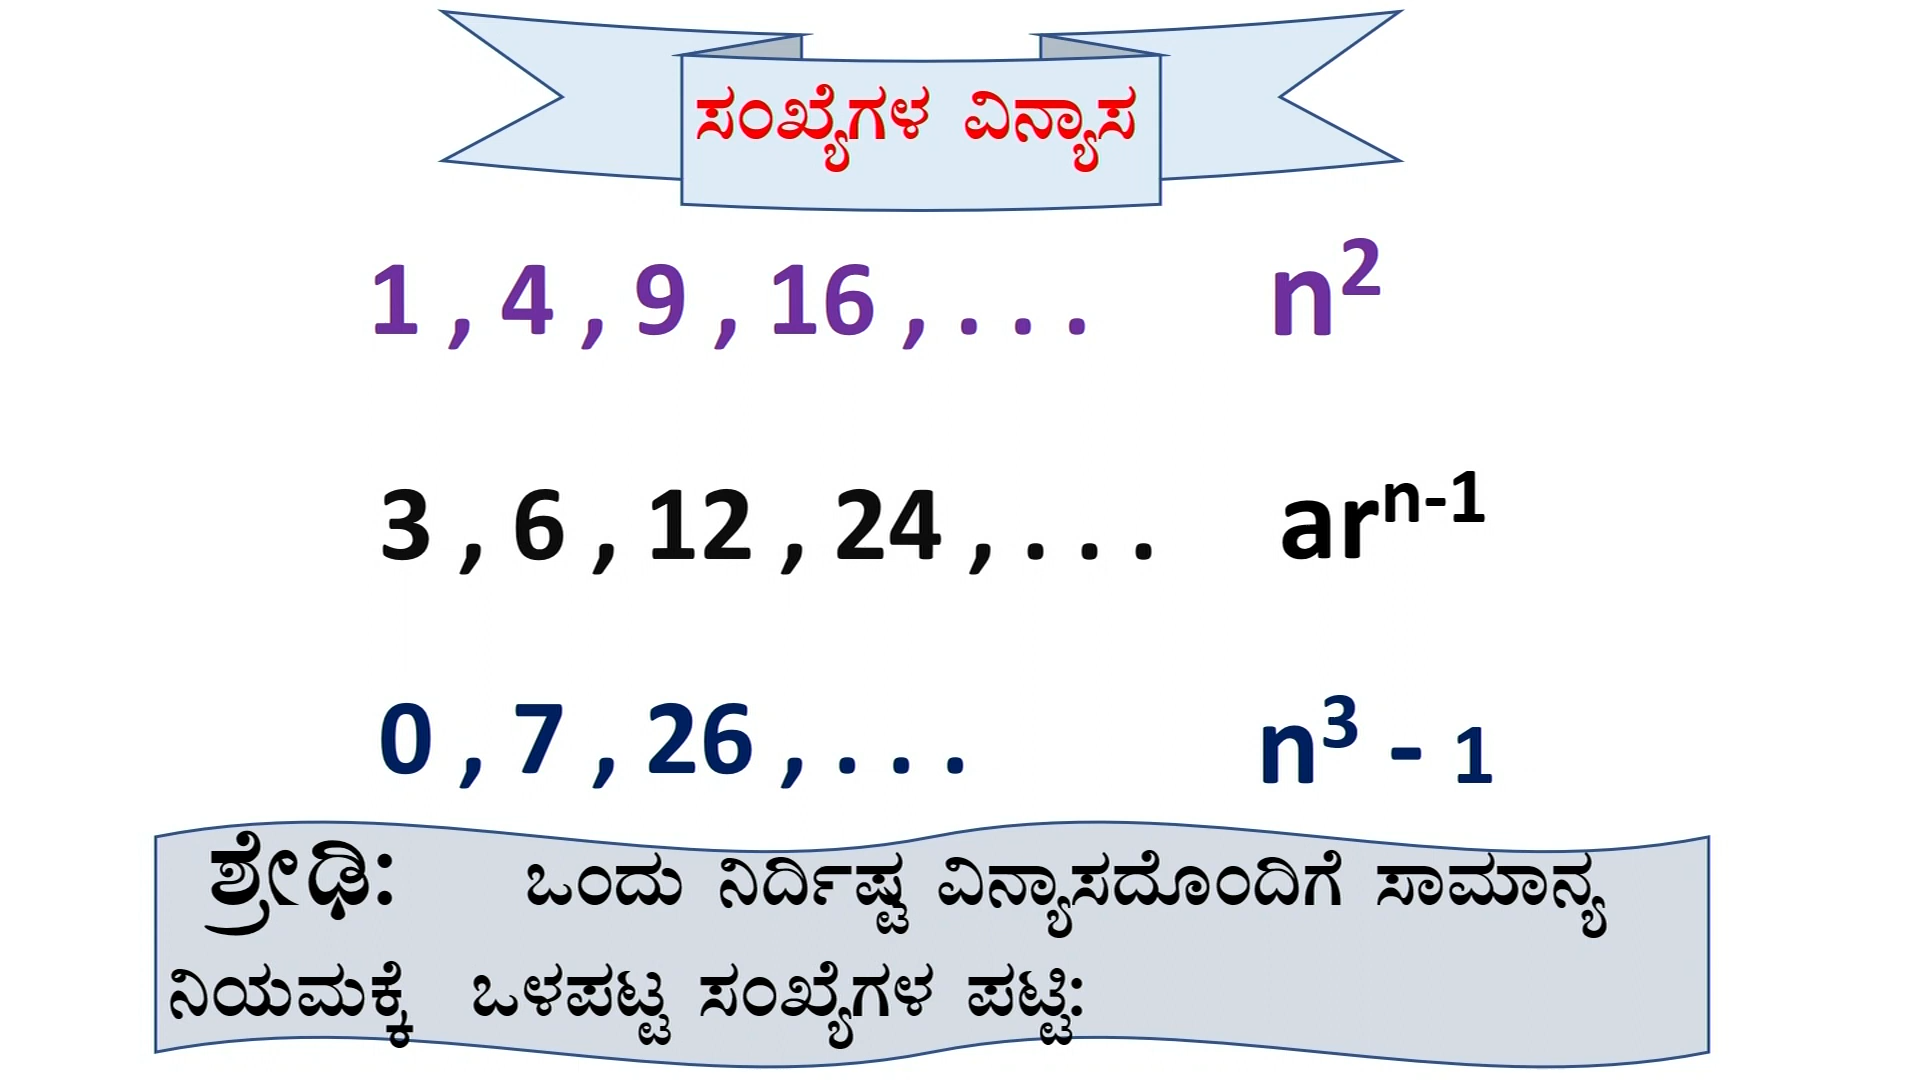 ಸಂಖ್ಯೆಗಳ ವಿನ್ಯಾಸ
1 , 4 , 9 , 16 , . . . n²
3 , 6 , 12 , 24 , . . . arⁿ⁻¹
0 , 7 , 26 , . . . n³ - 1
ಶ್ರೇಢಿ: ಒಂದು ನಿರ್ದಿಷ್ಟ ವಿನ್ಯಾಸದೊಂದಿಗೆ ಸಾಮಾನ್ಯ
ನಿಯಮಕ್ಕೆ ಒಳಪಟ್ಟ ಸಂಖ್ಯೆಗಳ ಪಟ್ಟಿ: